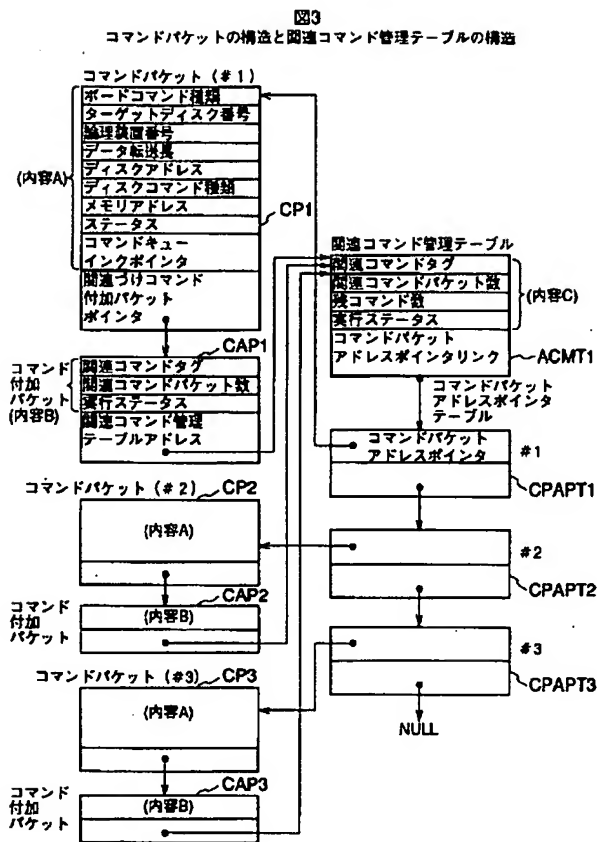 図3
コマンドパケットの構造と関連コマンド管理テーブルの構造
コマンドパケット (#1)
ボードコマンド種類
ターゲットディスク番号
論理装置番号
データ転送長
ディスクアドレス
ディスクコマンド種類
メモリアドレス
ステータス
コマンドキュー
インクポインタ
関連づけコマンド
付加パケット
ポインタ
(内容A)
CP1
CAP1
コマンド
付加
パケット
(内容B)
関連コマンドタグ
関連コマンドパケット数
実行ステータス
関連コマンド管理
テーブルアドレス
関連コマンド管理テーブル
関連コマンドタグ
関連コマンドパケット数
残コマンド数
実行ステータス
(内容C)
コマンドパケット
アドレスポインタリンク
ACMT1
コマンドパケット
アドレスポインタ
テーブル
コマンドパケット
アドレスポインタ
#1
CPAPT1
#2
CPAPT2
#3
CPAPT3
NULL
コマンドパケット (#2)
CP2
(内容A)
CAP2
コマンド
付加
パケット
(内容B)
コマンドパケット (#3)
CP3
(内容A)
CAP3
コマンド
付加
パケット
(内容B)